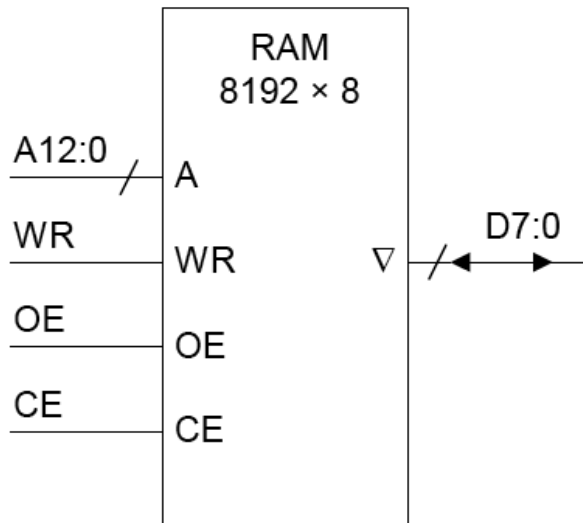 RAM
8192 × 8
A12:0
A
D7:0
WR
WR
∇
OE
OE
CE
CE